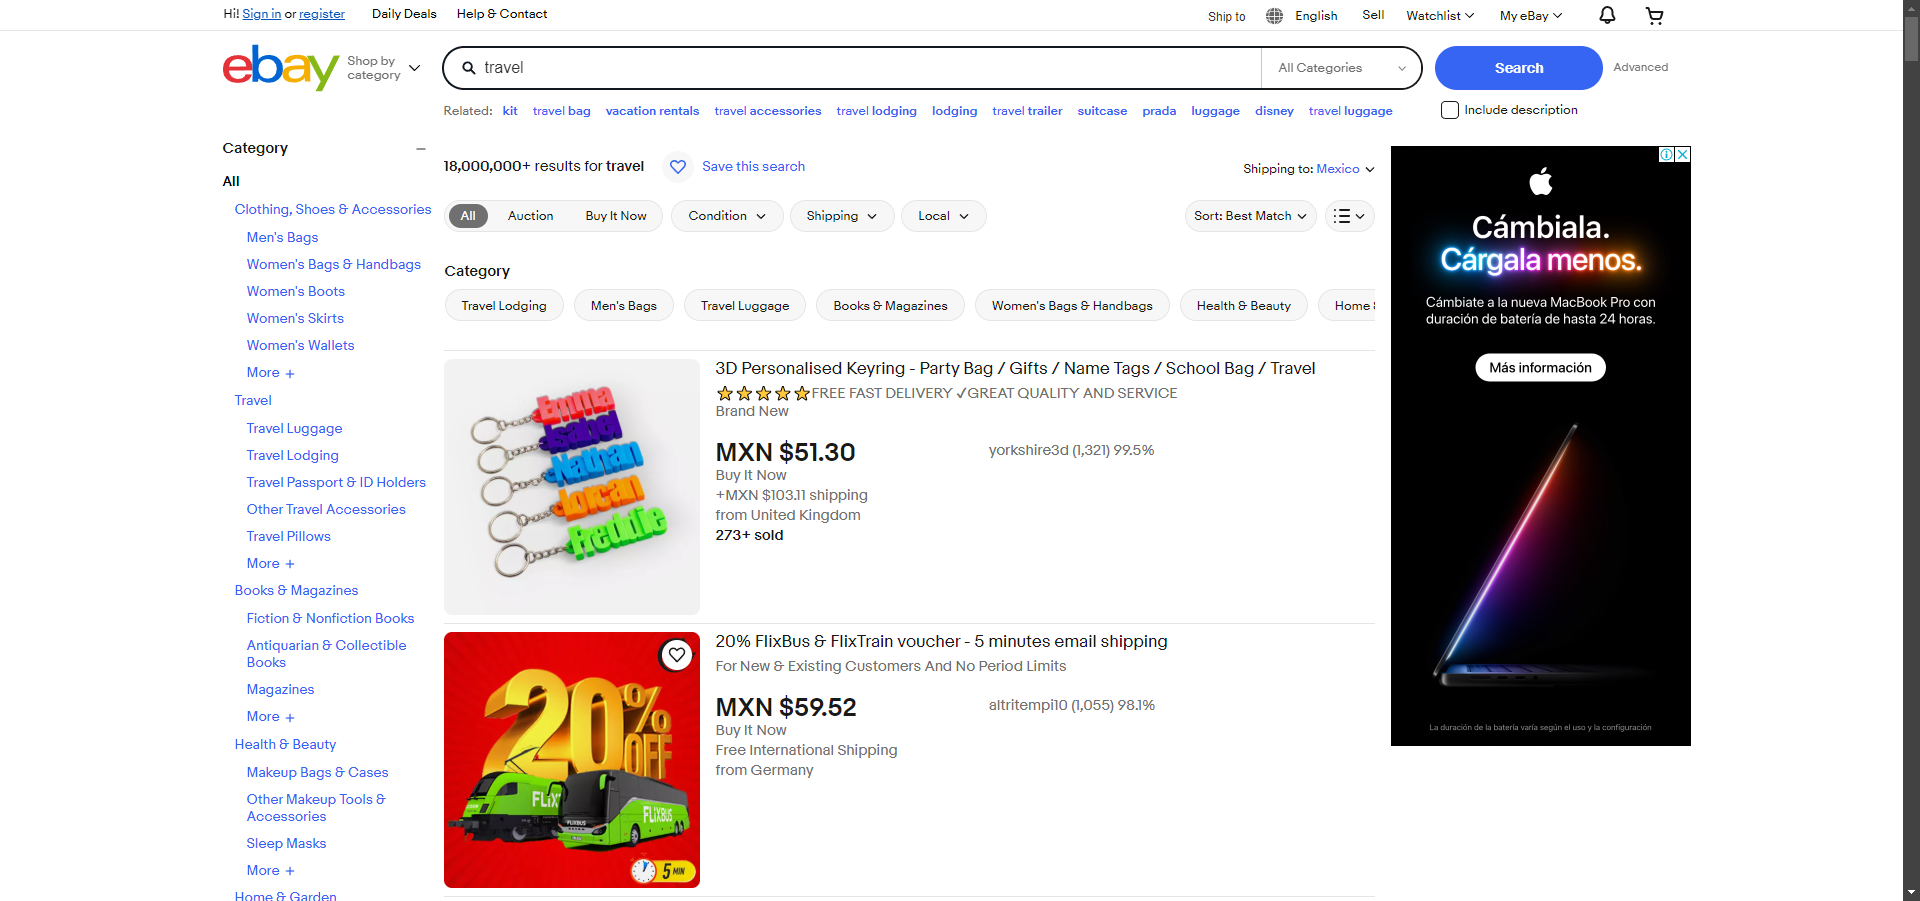 Hi! Sign in or register
Daily Deals
Help & Contact
Ship to
English
Sell
Watchlist
My eBay
ebay
Shop by
category
travel
All Categories
Search
Advanced
Related: kit travel bag vacation rentals travel accessories travel lodging lodging travel trailer suitcase prada luggage disney travel luggage
Include description
Category
All
Clothing, Shoes & Accessories
Men's Bags
Women's Bags & Handbags
Women's Boots
Women's Skirts
Women's Wallets
More +
Travel
Travel Luggage
Travel Lodging
Travel Passport & ID Holders
Other Travel Accessories
Travel Pillows
More +
Books & Magazines
Fiction & Nonfiction Books
Antiquarian & Collectible
Books
Magazines
More +
Health & Beauty
Makeup Bags & Cases
Other Makeup Tools &
Accessories
Sleep Masks
More +
Home & Garden
18,000,000+ results for travel
Save this search
Shipping to: Mexico
All
Auction
Buy It Now
Condition
Shipping
Local
Sort: Best Match
Category
Travel Lodging
Men's Bags
Travel Luggage
Books & Magazines
Women's Bags & Handbags
Health & Beauty
Home
Emma
Isabel
Nathan
Lorcan
Freddie
3D Personalised Keyring - Party Bag / Gifts / Name Tags / School Bag / Travel
⭐⭐⭐⭐⭐FREE FAST DELIVERY ✓GREAT QUALITY AND SERVICE
Brand New
MXN $51.30
yorkshire3d (1,321) 99.5%
Buy It Now
+MXN $103.11 shipping
from United Kingdom
273+ sold
20%
OFF
FLIX
FLIXBUS
FLIXBUS
5 MIN
20% FlixBus & FlixTrain voucher - 5 minutes email shipping
For New & Existing Customers And No Period Limits
MXN $59.52
altritempi10 (1,055) 98.1%
Buy It Now
Free International Shipping
from Germany
Cámbiala.
Cárgala menos.
Cámbiate a la nueva MacBook Pro con
duración de batería de hasta 24 horas.
Más información
La duración de la batería varía según el uso y la configuración